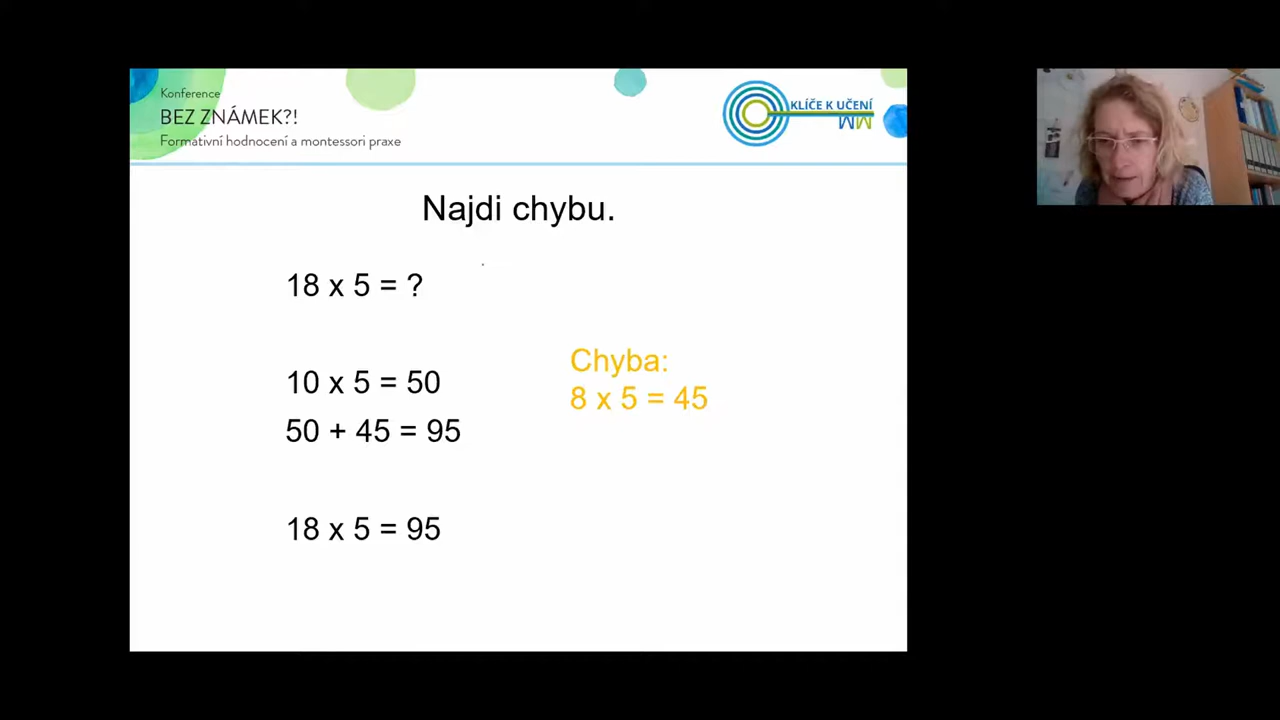 Konference
BEZ ZNÁMEK?!
Formativní hodnocení a montessori praxe
KLÍČE K UČENÍ
MM
Najdi chybu.
18 x 5 = ?
10 x 5 = 50
50 + 45 = 95
18 x 5 = 95
Chyba:
8 x 5 = 45